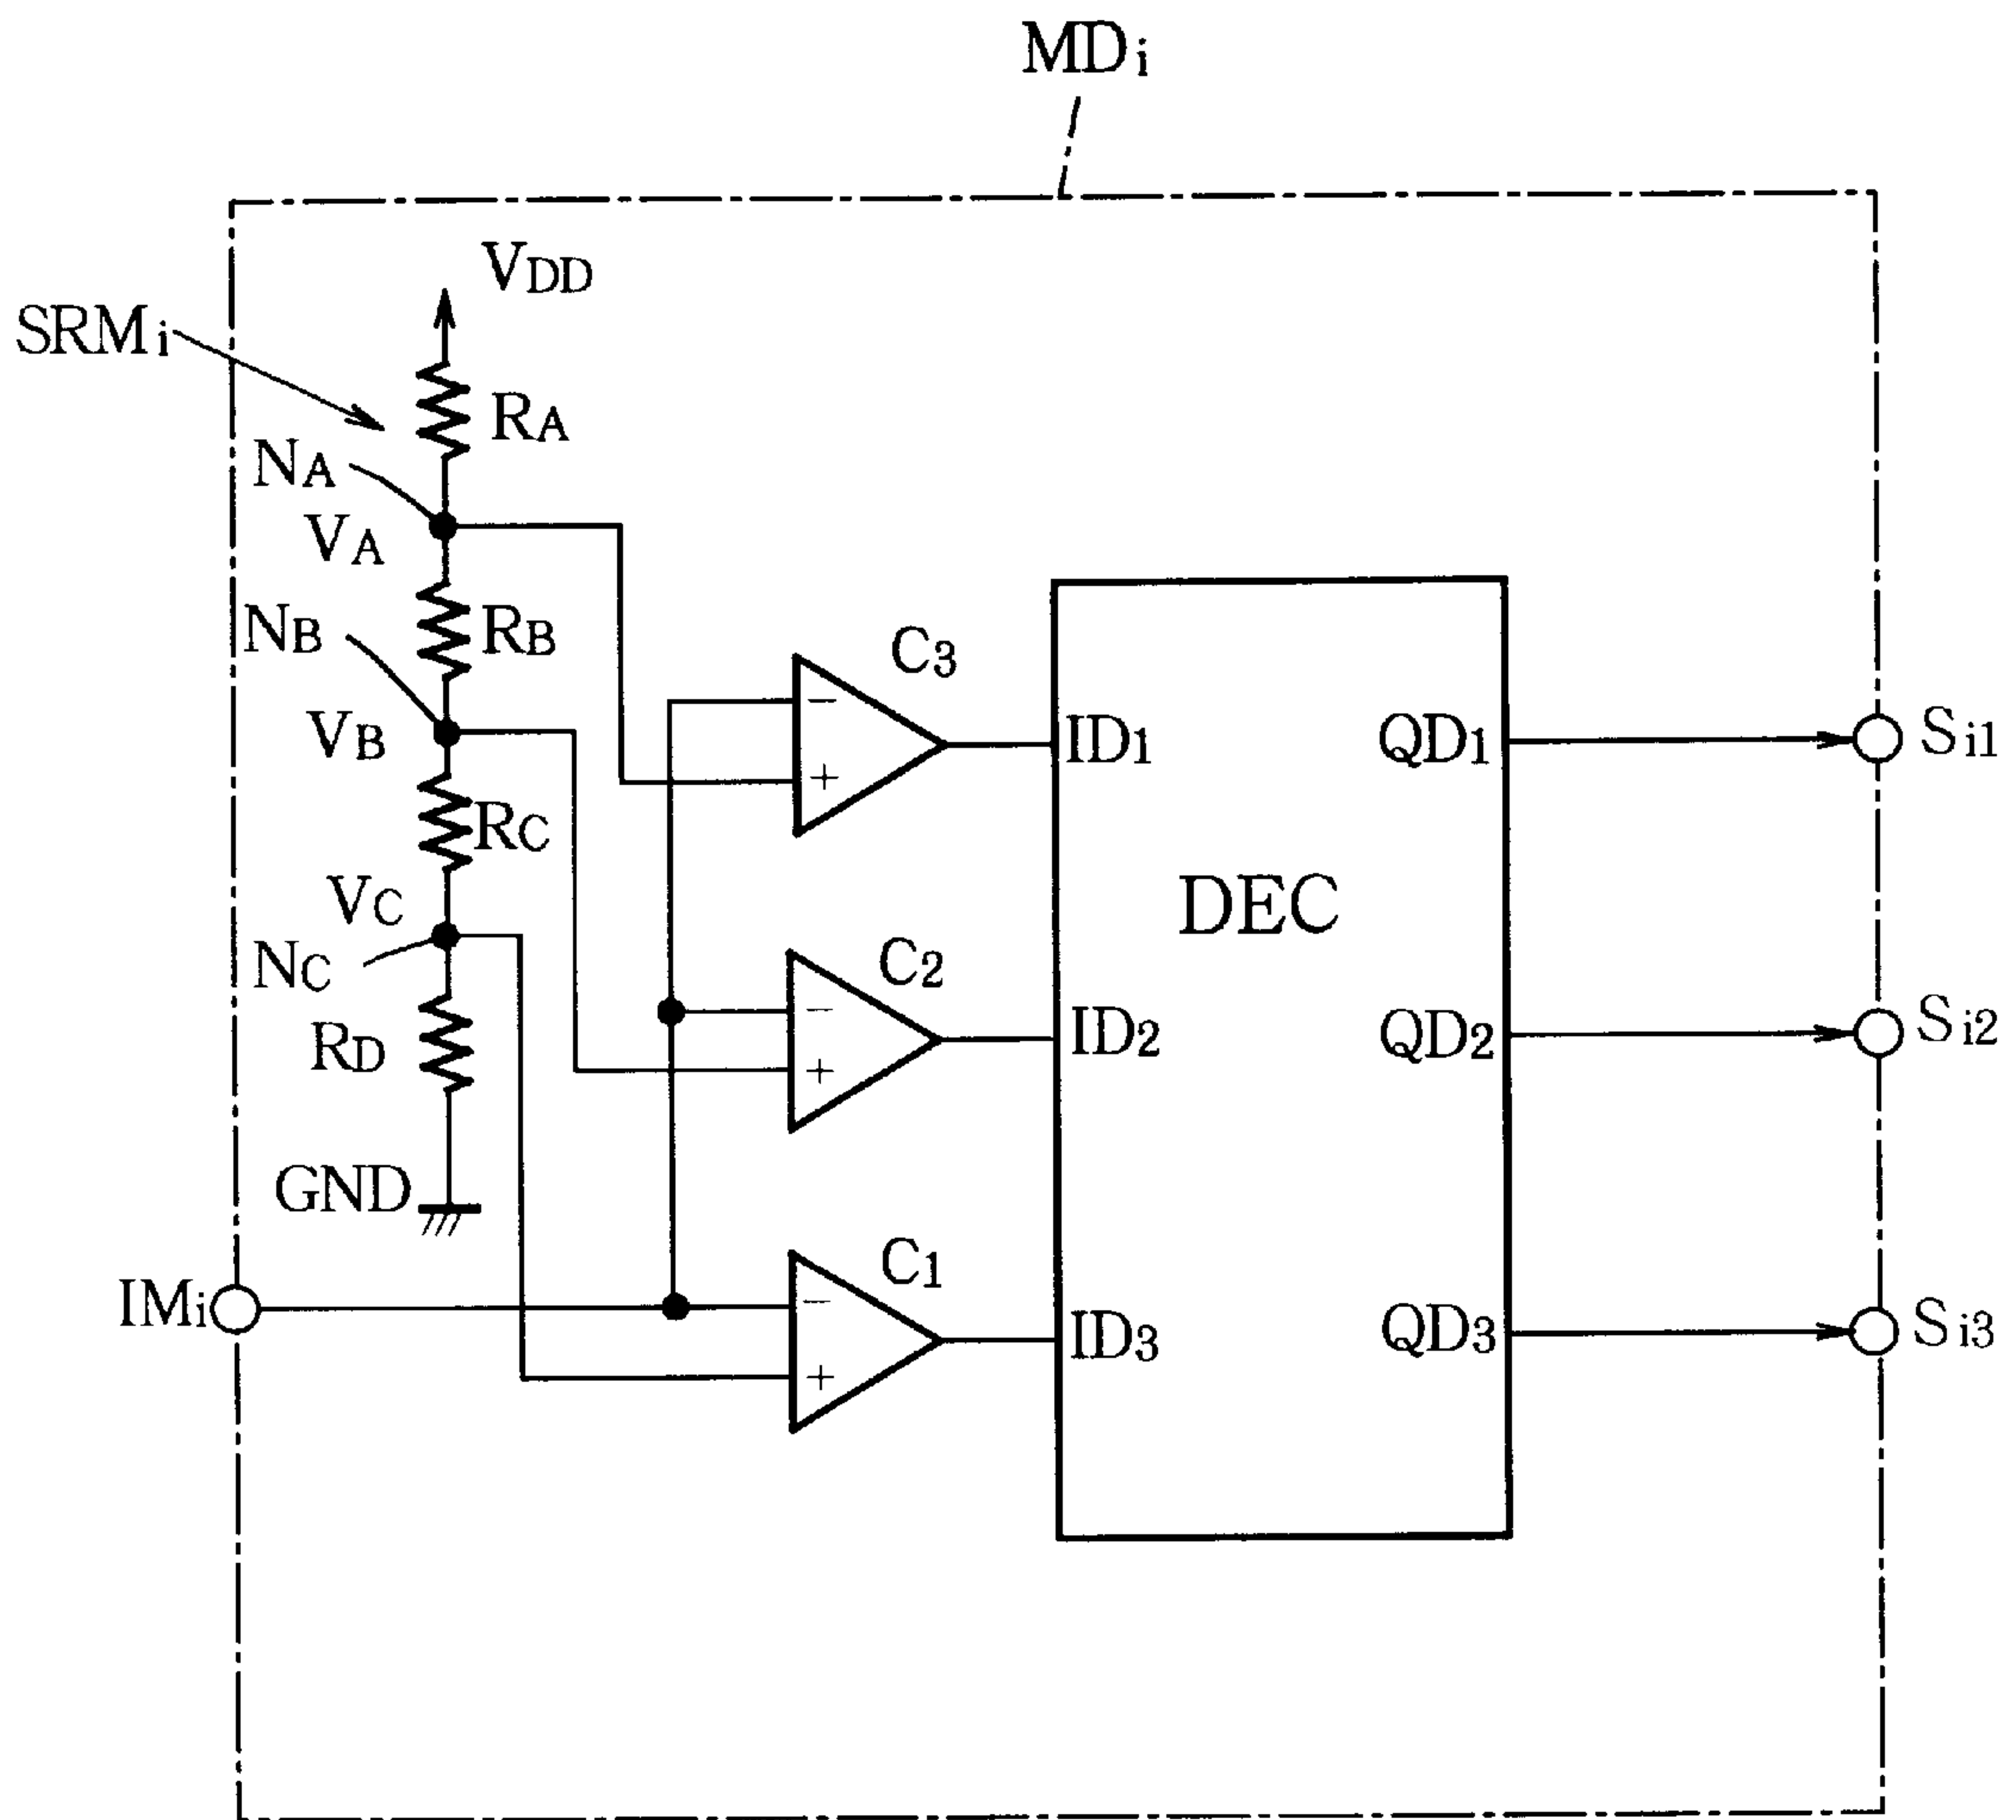 MDi
VDD
SRMi
RA
NA
VA
NB
RB
VB
C3
−
+
ID1
QD1
Si1
RC
VC
DEC
NC
C2
−
+
ID2
QD2
Si2
RD
GND
C1
IMi
−
+
ID3
QD3
Si3